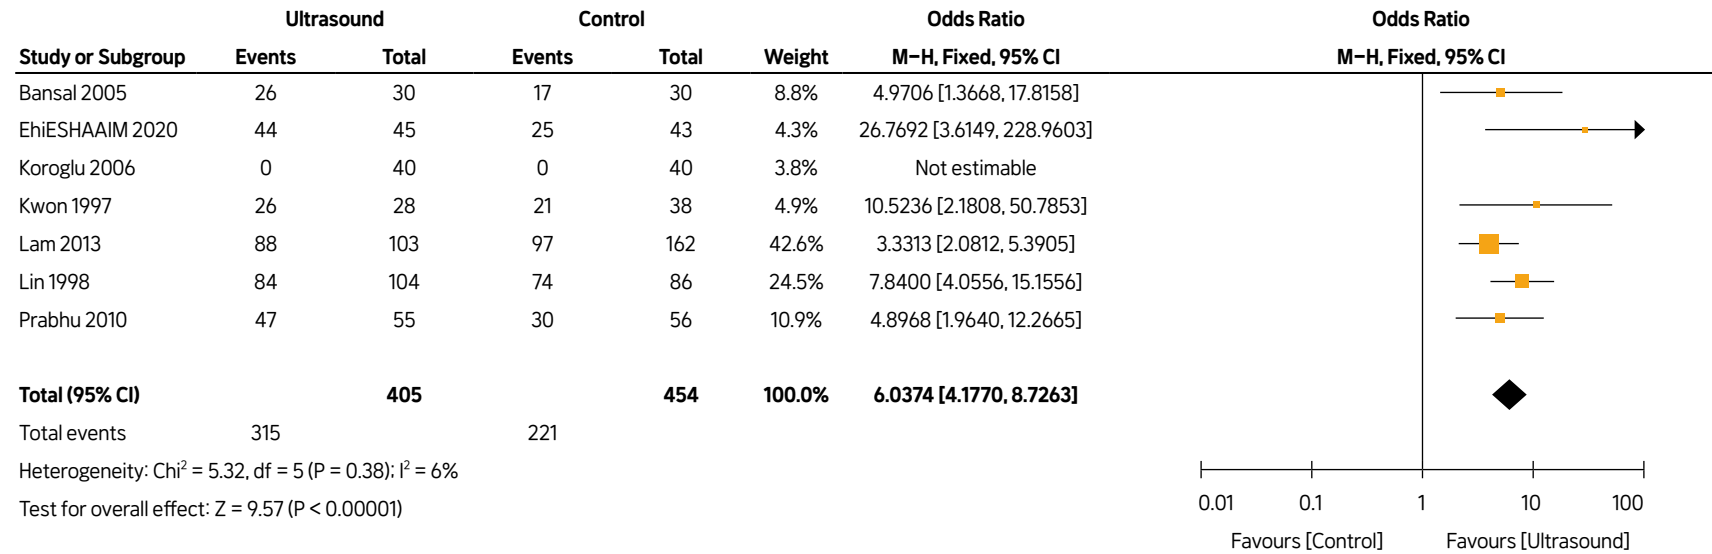 Ultrasound Control Odds Ratio Odds Ratio
Study or Subgroup Events Total Events Total Weight M–H, Fixed, 95% CI M–H, Fixed, 95% CI
Bansal 2005 26 30 17 30 8.8% 4.9706 [1.3668, 17.8158]
EhiESHAAIM 2020 44 45 25 43 4.3% 26.7692 [3.6149, 228.9603]
Koroglu 2006 0 40 0 40 3.8% Not estimable
Kwon 1997 26 28 21 38 4.9% 10.5236 [2.1808, 50.7853]
Lam 2013 88 103 97 162 42.6% 3.3313 [2.0812, 5.3905]
Lin 1998 84 104 74 86 24.5% 7.8400 [4.0556, 15.1556]
Prabhu 2010 47 55 30 56 10.9% 4.8968 [1.9640, 12.2665]
Total (95% CI) 405 454 100.0% 6.0374 [4.1770, 8.7263]
Total events 315 221
Heterogeneity: Chi² = 5.32, df = 5 (P = 0.38); I² = 6%
Test for overall effect: Z = 9.57 (P < 0.00001)
0.01 0.1 1 10 100
Favours [Control] Favours [Ultrasound]